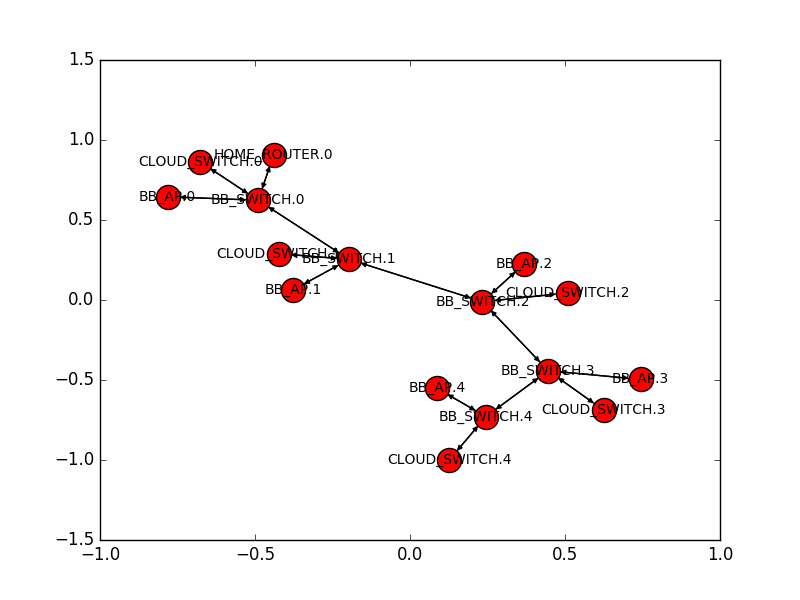 1.5
1.0
0.5
0.0
−0.5
−1.0
−1.5
HOME_ROUTER.0
CLOUD_SWITCH.0
BB_AP.0
BB_SWITCH.0
CLOUD_SWITCH
BB_SWITCH.1
BB_AP.1
BB_AP.2
CLOUD_SWITCH.2
BB_SWITCH.2
BB_SWITCH.3
BB_AP.3
BB_AP.4
CLOUD_SWITCH.3
BB_SWITCH.4
CLOUD_SWITCH.4
−1.0 −0.5 0.0 0.5 1.0